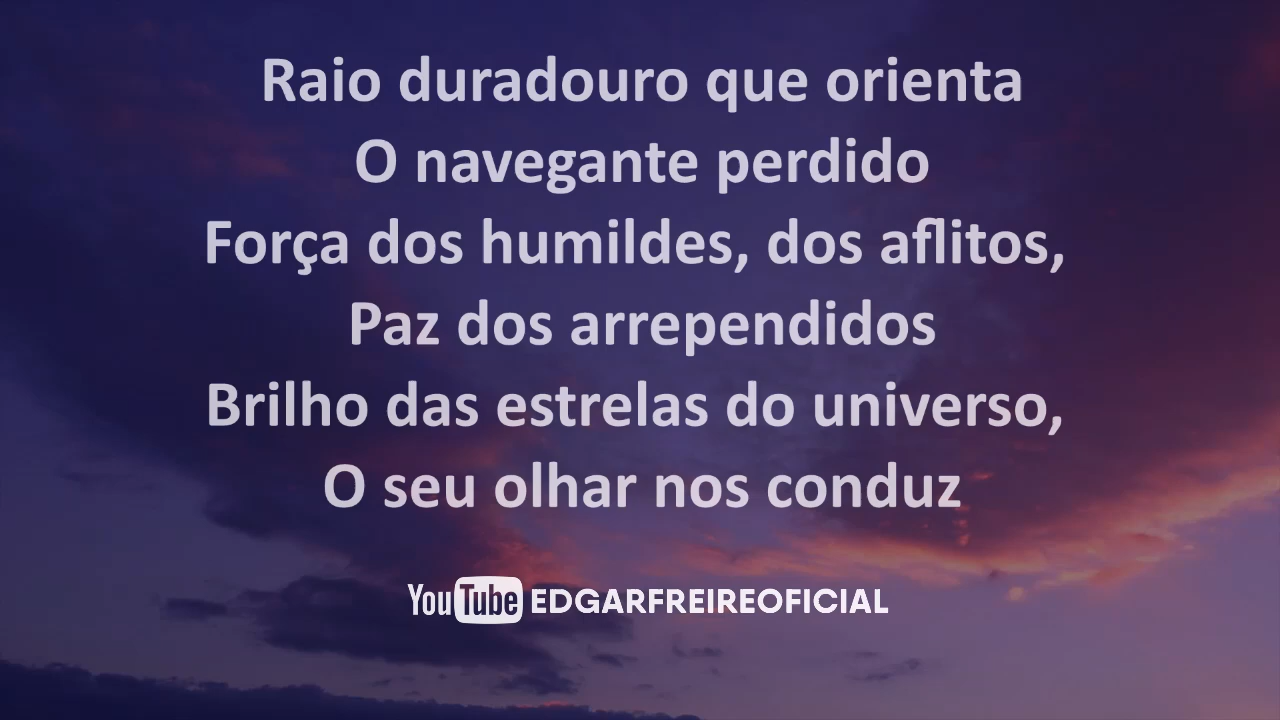 Raio duradouro que orienta
O navegante perdido
Força dos humildes, dos aflitos,
Paz dos arrependidos
Brilho das estrelas do universo,
O seu olhar nos conduz
YouTube EDGARFREIREOFICIAL